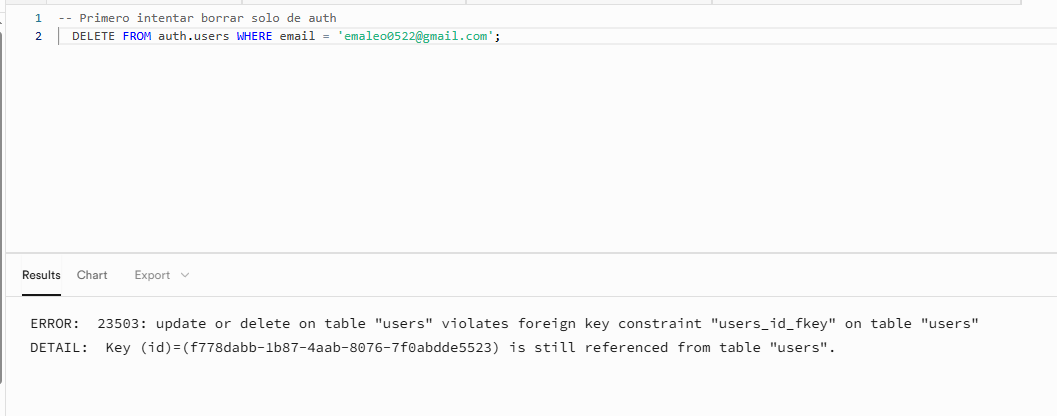 1 -- Primero intentar borrar solo de auth
2 DELETE FROM auth.users WHERE email = 'emaleo0522@gmail.com';
Results Chart Export
ERROR:  23503: update or delete on table "users" violates foreign key constraint "users_id_fkey" on table "users"
DETAIL:  Key (id)=(f778dabb-1b87-4aab-8076-7f0abdde5523) is still referenced from table "users".